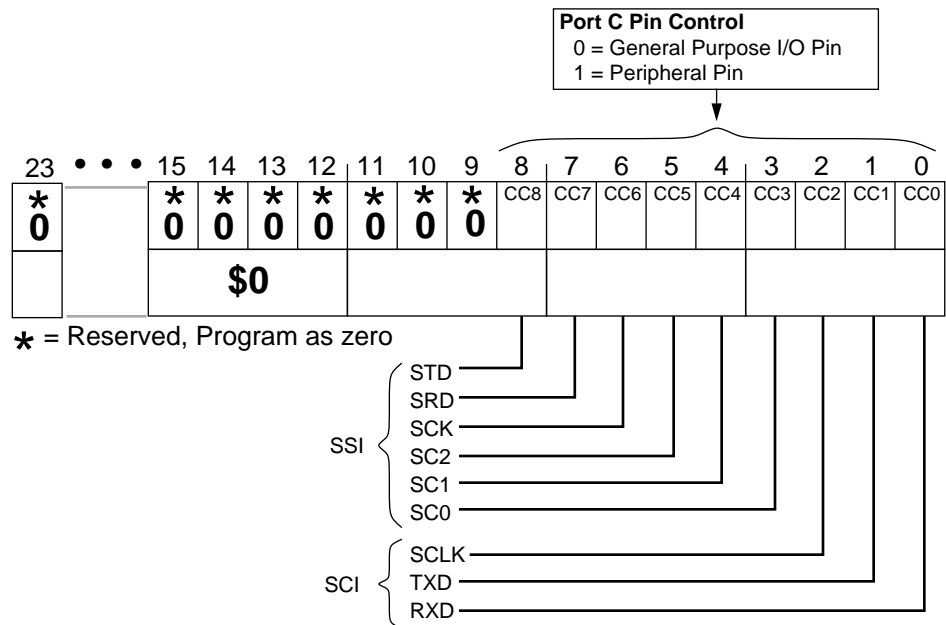 Port C Pin Control
0 = General Purpose I/O Pin
1 = Peripheral Pin
23 • • • 15 14 13 12 11 10 9 8 7 6 5 4 3 2 1 0
* * * * * * * * CC8 CC7 CC6 CC5 CC4 CC3 CC2 CC1 CC0
0 0 0 0 0 0 0 0
$0
* = Reserved, Program as zero
STD
SRD
SCK
SSI
SC2
SC1
SC0
SCLK
SCI
TXD
RXD